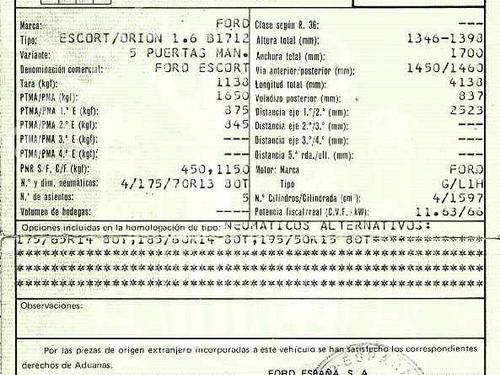 Marca: FORD
Tipo: ESCORT/ORION 1.6 B1712
Variante: 5 PUERTAS MAN.
Denominación comercial: FORD ESCORT
Tara (kgf): 1138
PTMA/PMA (kgf): 1650
PTMA/PMA 1.ª E (kgf): 875
PTMA/PMA 2.ª E (kgf): 845
PTMA/PMA 3.ª E (kgf): ---
PTMA/PMA 4.ª E (kgf): ---
PNR S/F, C/F (kgf): 450,1150
N.º y dim. neumáticos: 4/175/70R13 80T
N.º de asientos: 5
Volumen de bodegas: ---
Clase según R. 36: ---
Altura total (mm): 1346-1398
Anchura total (mm): 1700
Vía anterior/posterior (mm): 1450/1460
Longitud total (mm): 4138
Voladizo posterior (mm): 837
Distancia eje 1.º/2.º (mm): 2523
Distancia eje 2.º/3.º (mm): ---
Distancia eje 3.º/4.º (mm): ---
Distancia 5.ª rda./ult. (mm): ---
Motor: Marca FORD
Tipo G/L1H
N.º Cilindros/Cilindrada (cm³): 4/1597
Potencia fiscal/real (C.V.F. - kW): 11.63/66
Opciones incluidas en la homologación de tipo: NEUMATICOS ALTERNATIVOS:
175/65R14 80T,185/60R14 80T,195/50R15 80T******************
****************************************************
****************************************************
****************************************************
Observaciones:
Por las piezas de origen extranjero incorporadas a este vehículo se han satisfecho los correspondientes
derechos de Aduanas.
ESPAÑA
FORD ESPAÑA S.A.